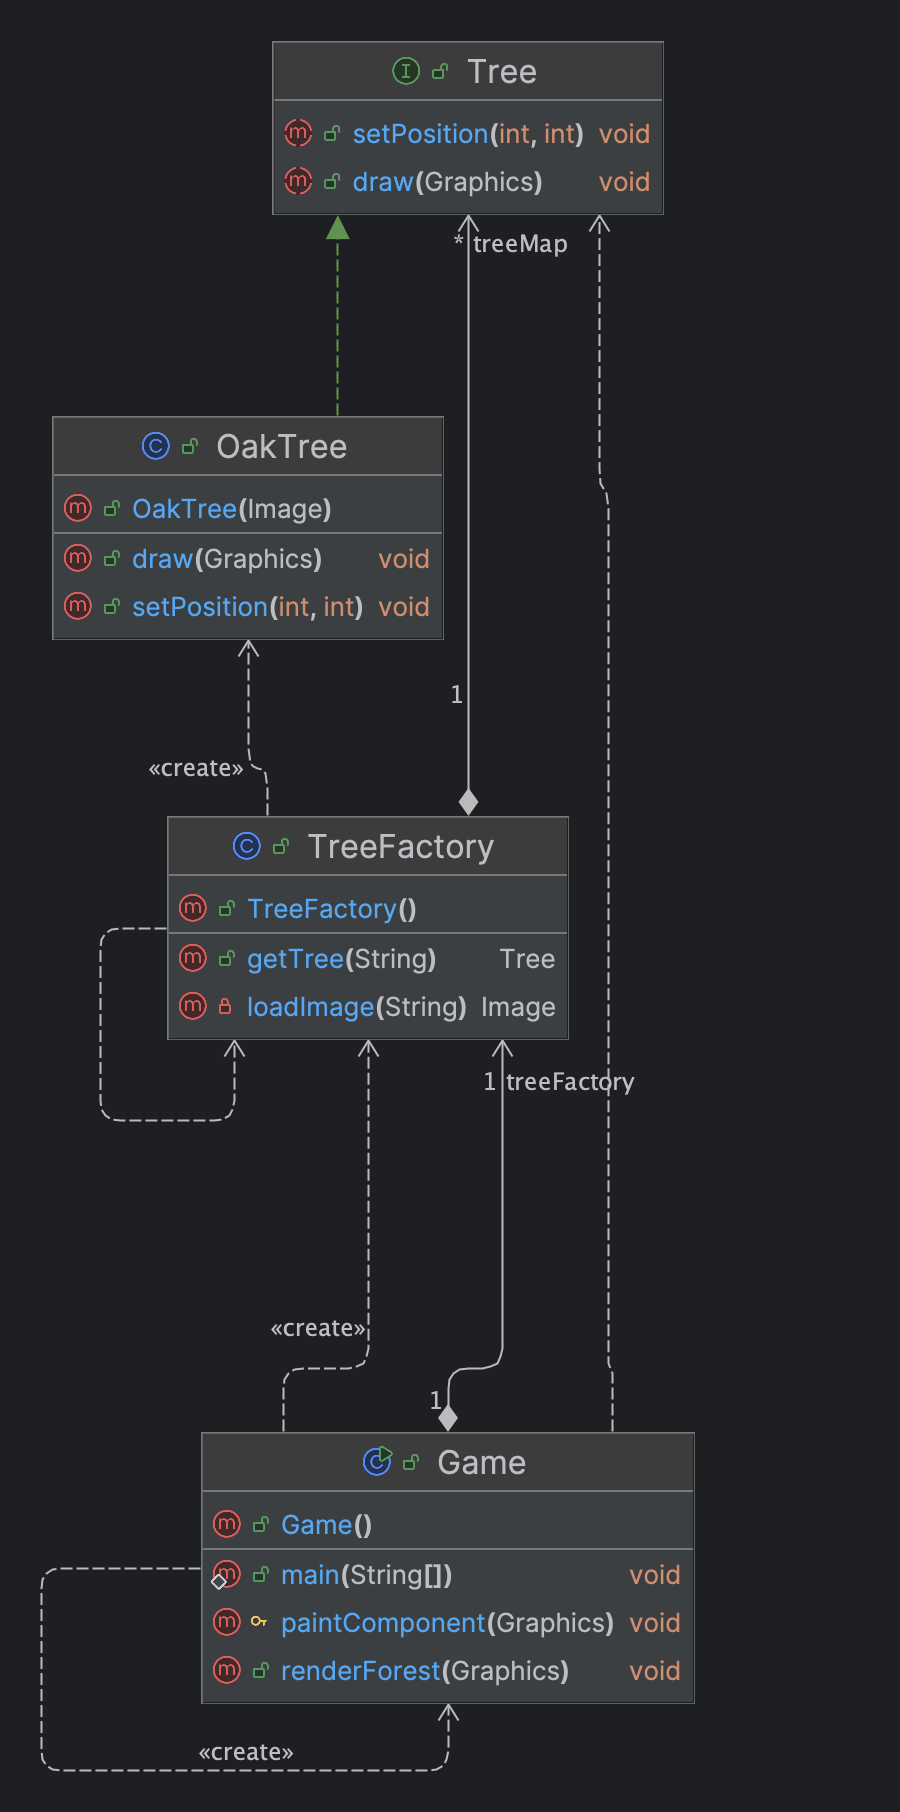 Tree
setPosition(int, int) void
draw(Graphics) void
* treeMap
OakTree
OakTree(Image)
draw(Graphics) void
setPosition(int, int) void
1
«create»
TreeFactory
TreeFactory()
getTree(String) Tree
loadImage(String) Image
1 treeFactory
«create»
1
Game
Game()
main(String[]) void
paintComponent(Graphics) void
renderForest(Graphics) void
«create»